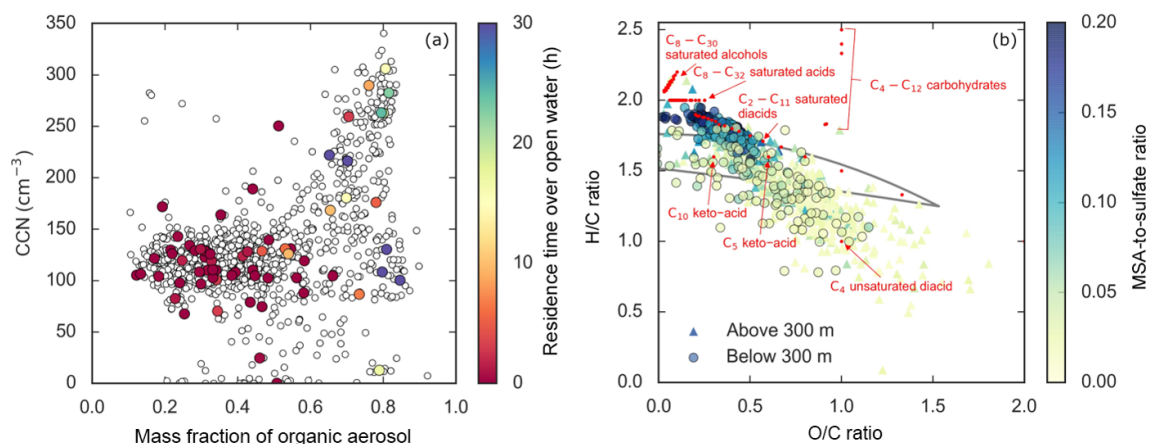 350
300
250
200
150
100
50
0
CCN (cm⁻³)
0.0 0.2 0.4 0.6 0.8 1.0
Mass fraction of organic aerosol
(a)
30
20
10
0
Residence time over open water (h)
2.5
2.0
1.5
1.0
0.5
0.0
H/C ratio
(b)
C₈ − C₃₀
saturated alcohols
C₈ − C₃₂ saturated acids
C₄ − C₁₂ carbohydrates
C₂ − C₁₁ saturated
diacids
C₁₀ keto−acid
C₅ keto−acid
C₄ unsaturated diacid
Above 300 m
Below 300 m
0.0 0.5 1.0 1.5 2.0
O/C ratio
0.20
0.15
0.10
0.05
0.00
MSA-to-sulfate ratio